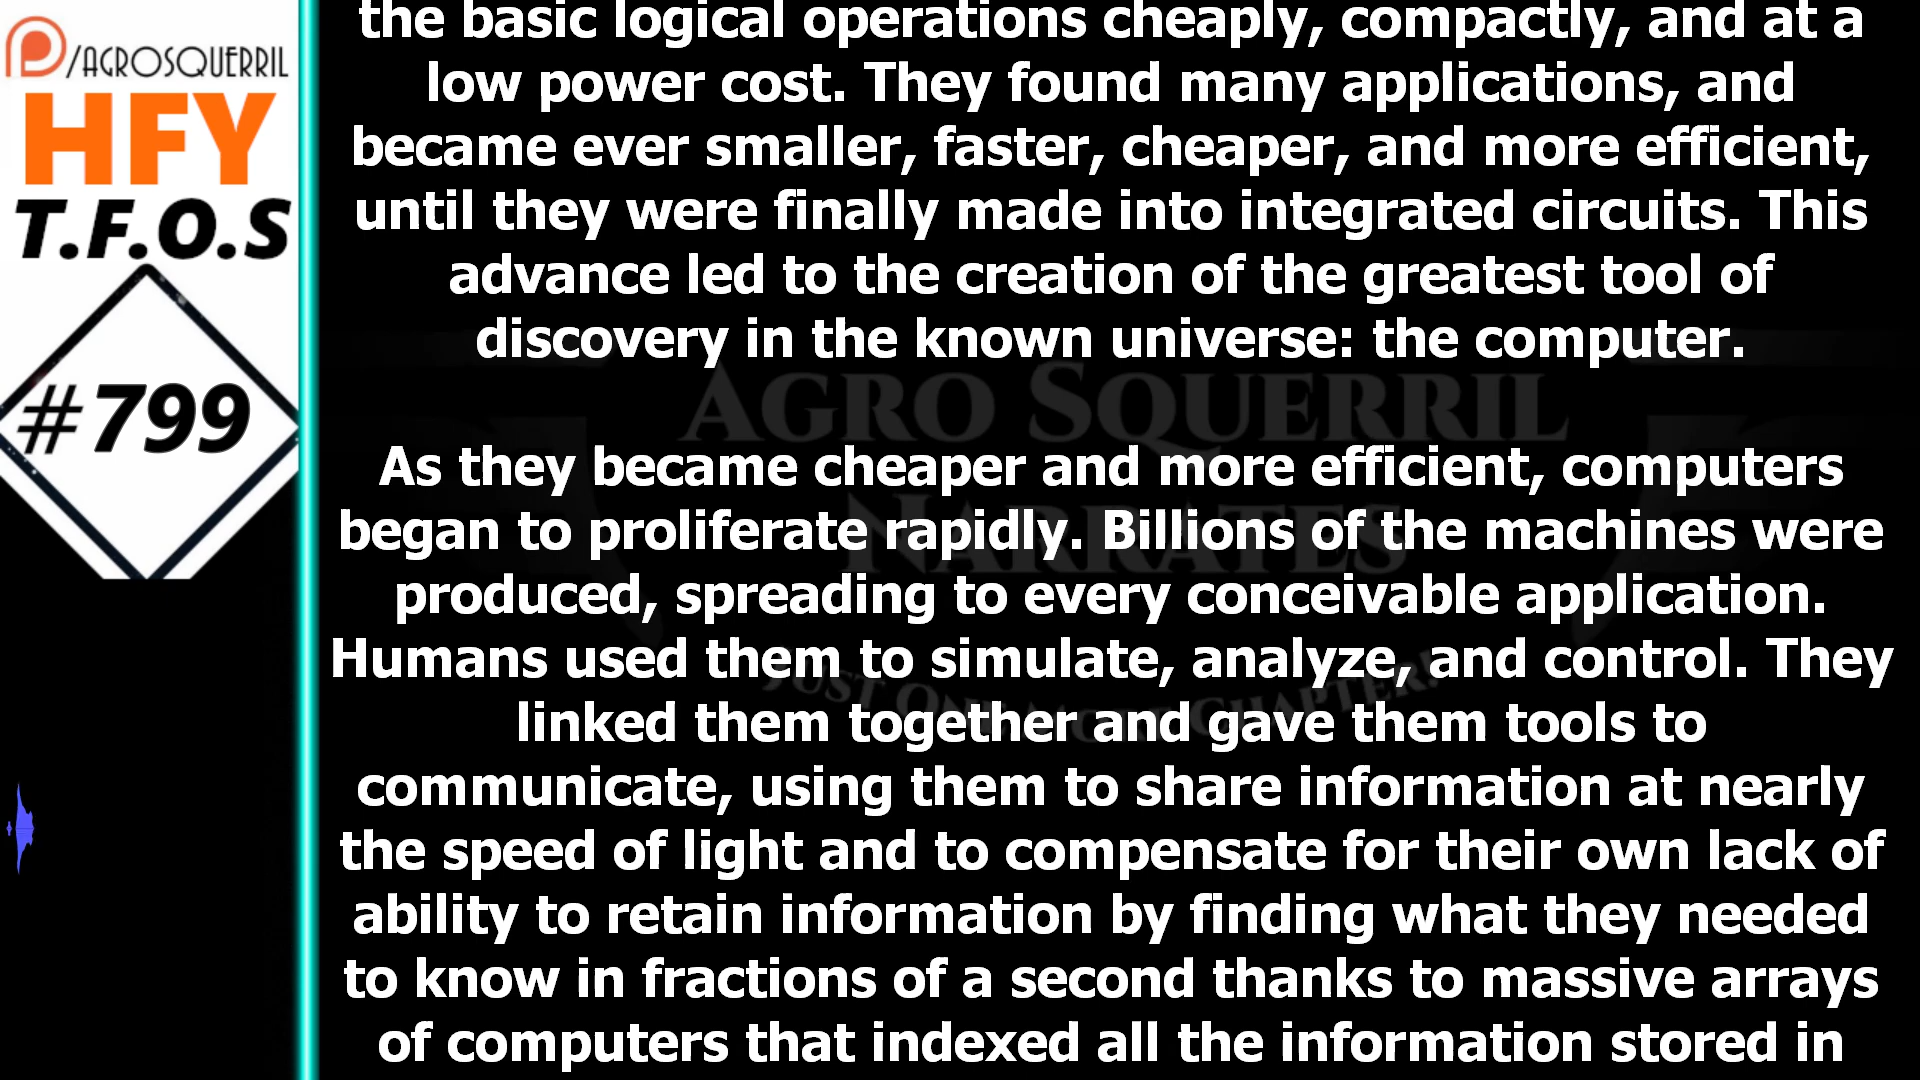 /AGROSQUERRIL
HFY
T.F.O.S
#799
the basic logical operations cheaply, compactly, and at a
low power cost. They found many applications, and
became ever smaller, faster, cheaper, and more efficient,
until they were finally made into integrated circuits. This
advance led to the creation of the greatest tool of
discovery in the known universe: the computer.
As they became cheaper and more efficient, computers
began to proliferate rapidly. Billions of the machines were
produced, spreading to every conceivable application.
Humans used them to simulate, analyze, and control. They
linked them together and gave them tools to
communicate, using them to share information at nearly
the speed of light and to compensate for their own lack of
ability to retain information by finding what they needed
to know in fractions of a second thanks to massive arrays
of computers that indexed all the information stored in
Agro Squerril
Narrates
Just One More Chapter!